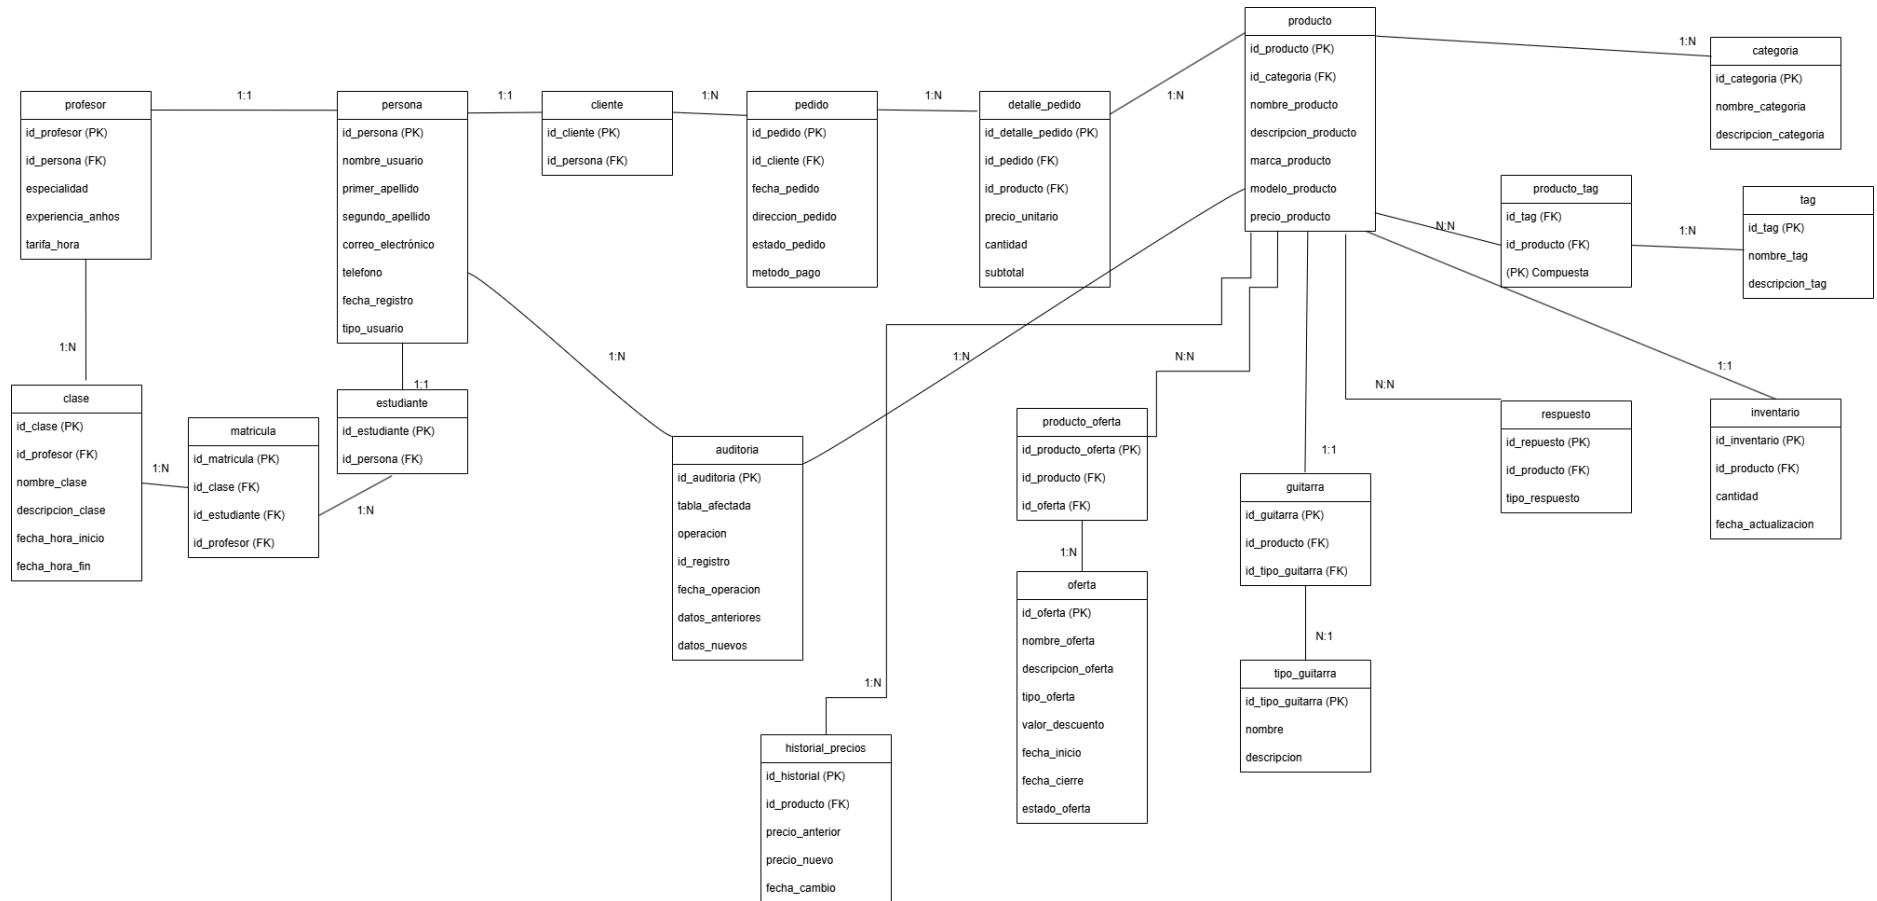 producto
id_producto (PK)
id_categoria (FK)
nombre_producto
descripcion_producto
marca_producto
modelo_producto
precio_producto
1:N
categoria
id_categoria (PK)
nombre_categoria
descripcion_categoria
profesor
id_profesor (PK)
id_persona (FK)
especialidad
experiencia_anhos
tarifa_hora
1:1
persona
id_persona (PK)
nombre_usuario
primer_apellido
segundo_apellido
correo_electrónico
telefono
fecha_registro
tipo_usuario
1:1
cliente
id_cliente (PK)
id_persona (FK)
1:N
pedido
id_pedido (PK)
id_cliente (FK)
fecha_pedido
direccion_pedido
estado_pedido
metodo_pago
1:N
detalle_pedido
id_detalle_pedido (PK)
id_pedido (FK)
id_producto (FK)
precio_unitario
cantidad
subtotal
1:N
N:N
producto_tag
id_tag (FK)
id_producto (FK)
(PK) Compuesta
1:N
tag
id_tag (PK)
nombre_tag
descripcion_tag
1:N
clase
id_clase (PK)
id_profesor (FK)
nombre_clase
descripcion_clase
fecha_hora_inicio
fecha_hora_fin
1:N
matricula
id_matricula (PK)
id_clase (FK)
id_estudiante (FK)
id_profesor (FK)
1:N
1:1
estudiante
id_estudiante (PK)
id_persona (FK)
1:N
auditoria
id_auditoria (PK)
tabla_afectada
operacion
id_registro
fecha_operacion
datos_anteriores
datos_nuevos
1:N
1:N
historial_precios
id_historial (PK)
id_producto (FK)
precio_anterior
precio_nuevo
fecha_cambio
N:N
producto_oferta
id_producto_oferta (PK)
id_producto (FK)
id_oferta (FK)
1:N
oferta
id_oferta (PK)
nombre_oferta
descripcion_oferta
tipo_oferta
valor_descuento
fecha_inicio
fecha_cierre
estado_oferta
1:1
guitarra
id_guitarra (PK)
id_producto (FK)
id_tipo_guitarra (FK)
N:1
tipo_guitarra
id_tipo_guitarra (PK)
nombre
descripcion
N:N
respuesto
id_repuesto (PK)
id_producto (FK)
tipo_respuesto
1:1
inventario
id_inventario (PK)
id_producto (FK)
cantidad
fecha_actualizacion